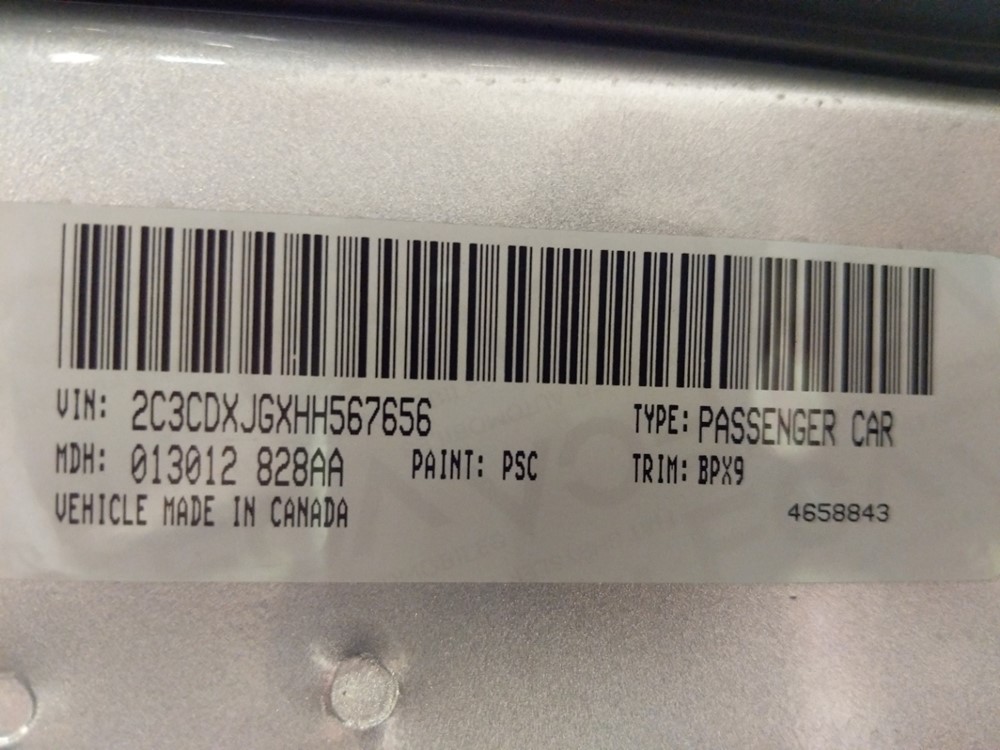 VIN: 2C3CDXJGXHH567656 TYPE: PASSENGER CAR
MDH: 013012 828AA PAINT: PSC TRIM: BPX9
VEHICLE MADE IN CANADA 4658843